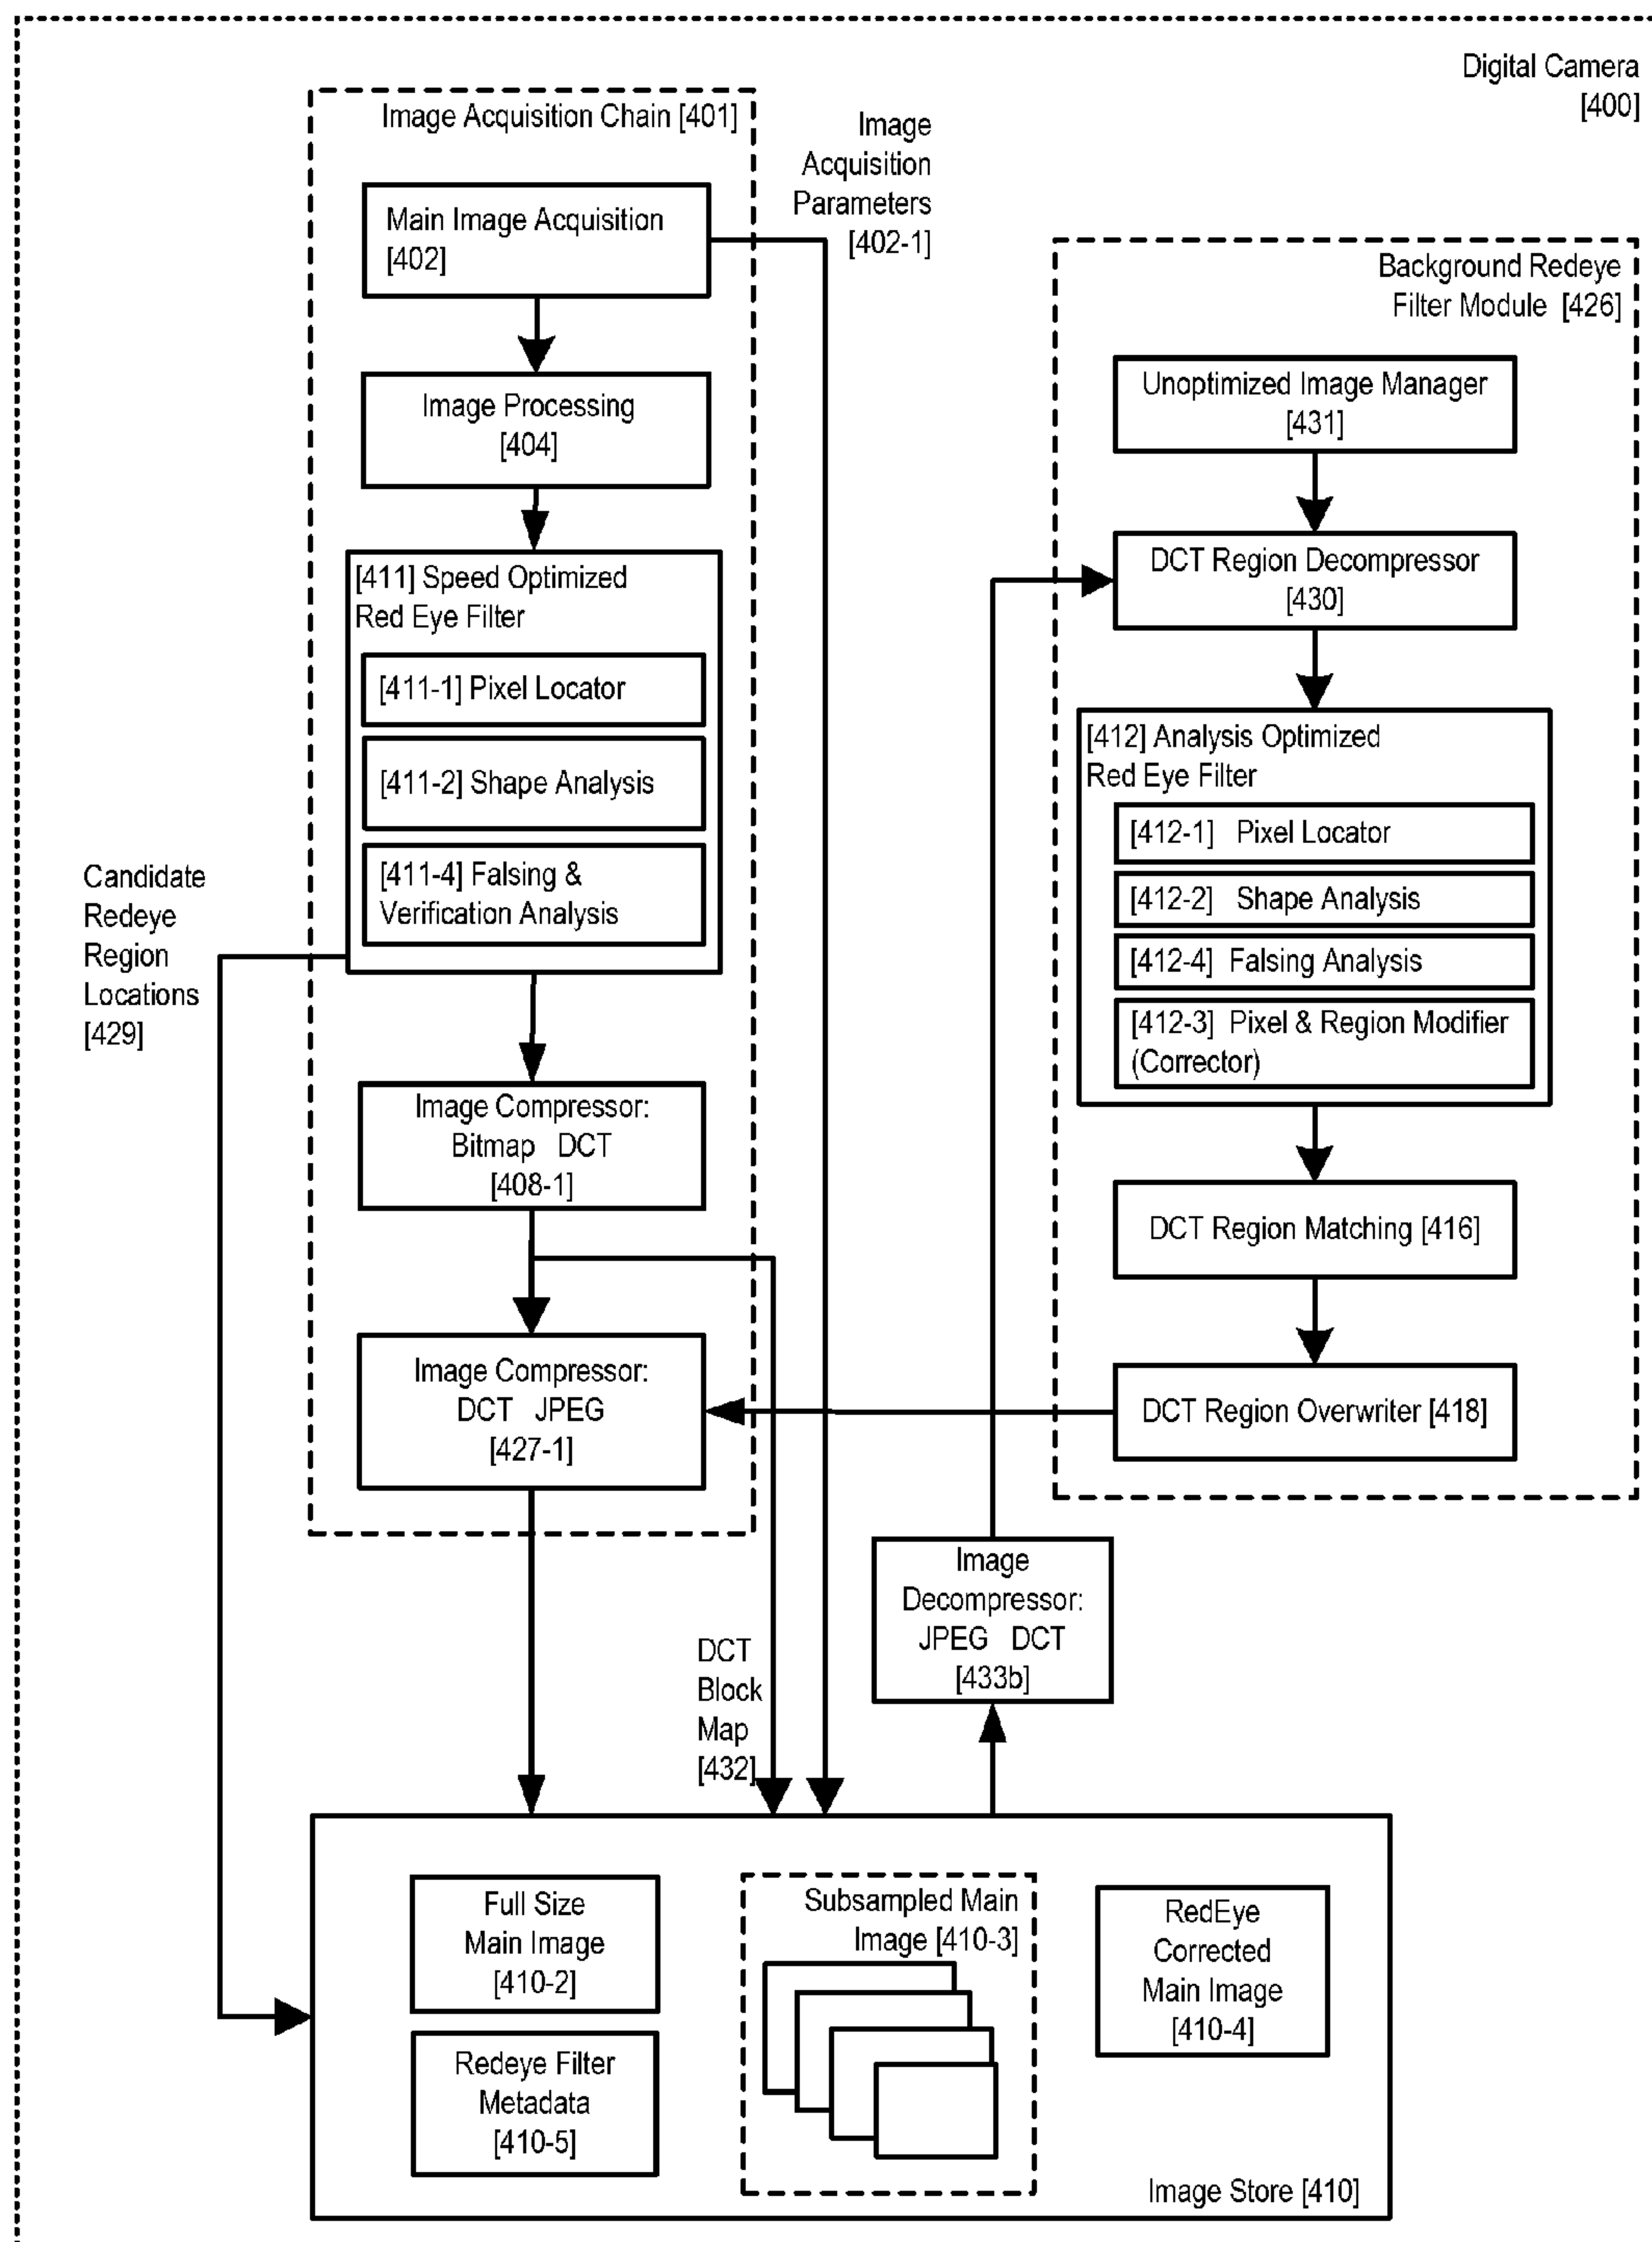 Digital Camera
[400]
Image Acquisition Chain [401]
Image
Acquisition
Parameters
[402-1]
Main Image Acquisition
[402]
Image Processing
[404]
[411] Speed Optimized
Red Eye Filter
[411-1] Pixel Locator
[411-2] Shape Analysis
[411-4] Falsing &
Verification Analysis
Candidate
Redeye
Region
Locations
[429]
Image Compressor:
Bitmap DCT
[408-1]
Image Compressor:
DCT JPEG
[427-1]
Background Redeye
Filter Module [426]
Unoptimized Image Manager
[431]
DCT Region Decompressor
[430]
[412] Analysis Optimized
Red Eye Filter
[412-1] Pixel Locator
[412-2] Shape Analysis
[412-4] Falsing Analysis
[412-3] Pixel & Region Modifier
(Corrector)
DCT Region Matching [416]
DCT Region Overwriter [418]
Image
Decompressor:
JPEG DCT
[433b]
DCT
Block
Map
[432]
Full Size
Main Image
[410-2]
Redeye Filter
Metadata
[410-5]
Subsampled Main
Image [410-3]
RedEye
Corrected
Main Image
[410-4]
Image Store [410]